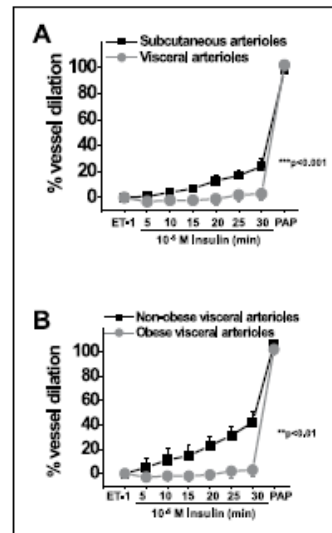 A
Subcutaneous arterioles
Visceral arterioles
% vessel dilation
100
80
60
40
20
0
***p<0.001
ET-1 5 10 15 20 25 30 PAP
10⁻⁶ M Insulin (min)
B
Non-obese visceral arterioles
Obese visceral arterioles
% vessel dilation
100
80
60
40
20
0
**p<0.01
ET-1 5 10 15 20 25 30 PAP
10⁻⁶ M Insulin (min)